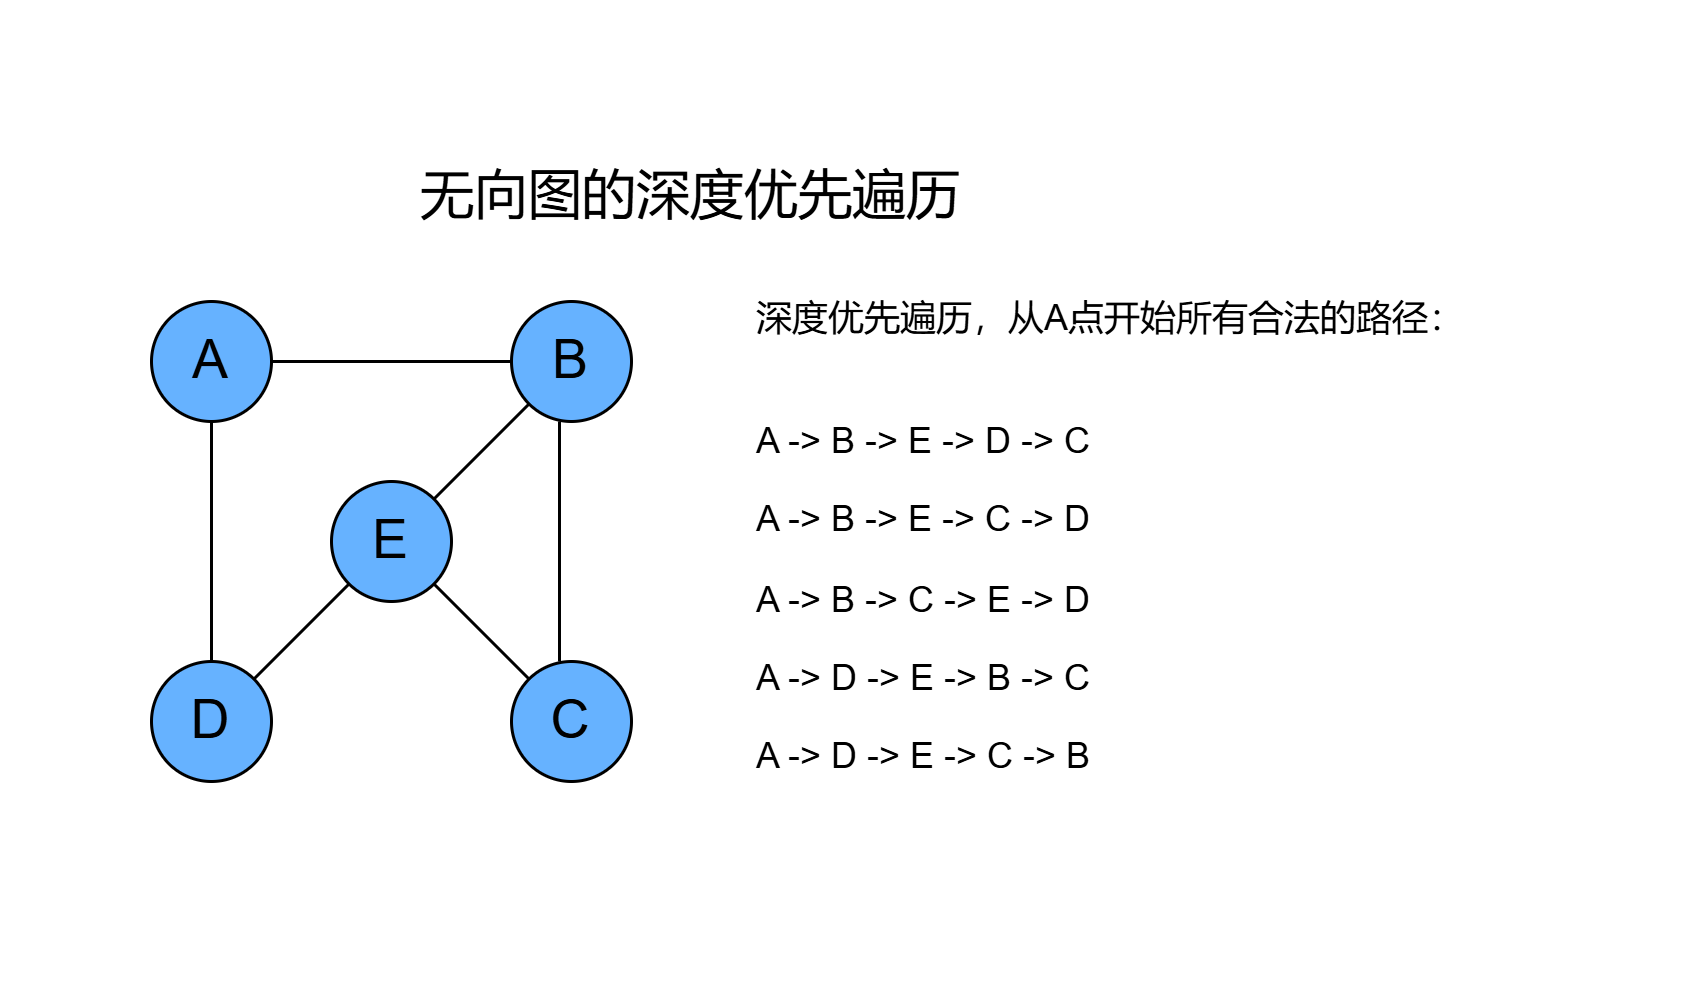 无向图的深度优先遍历
深度优先遍历，从A点开始所有合法的路径：
A
B
E
D
C
A -> B -> E -> D -> C
A -> B -> E -> C -> D
A -> B -> C -> E -> D
A -> D -> E -> B -> C
A -> D -> E -> C -> B